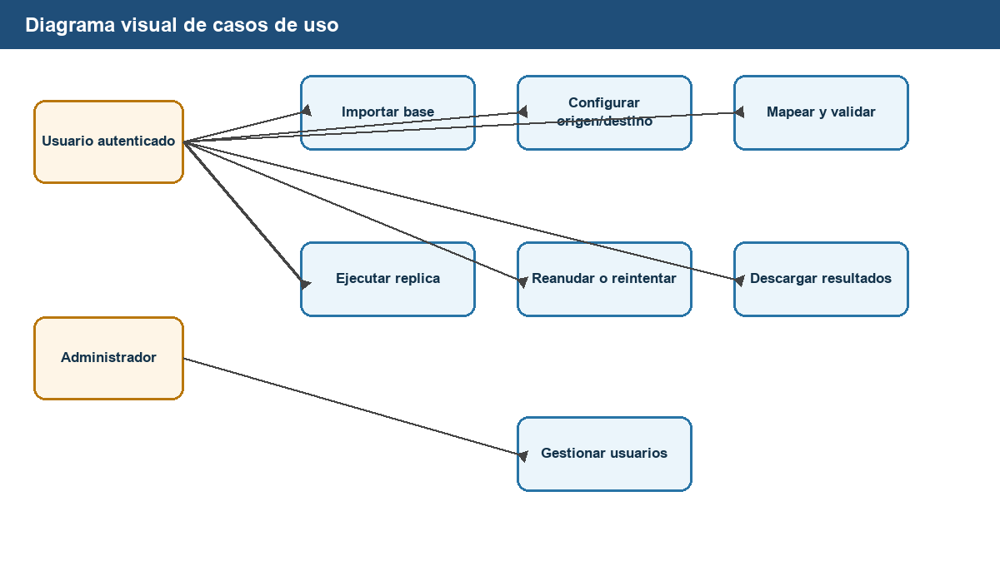 Diagrama visual de casos de uso
Usuario autenticado
Importar base
Configurar
origen/destino
Mapear y validar
Ejecutar replica
Reanudar o reintentar
Descargar resultados
Administrador
Gestionar usuarios